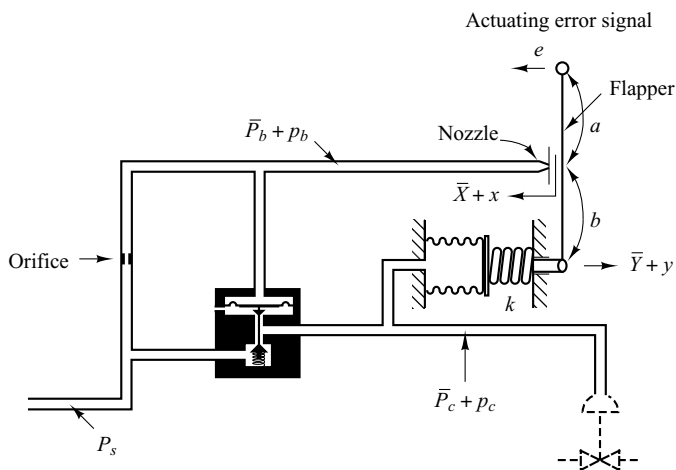 Actuating error signal
e
Flapper
a
P̅b + pb
Nozzle
X̅ + x
b
Orifice
Y̅ + y
k
P̅c + pc
Ps